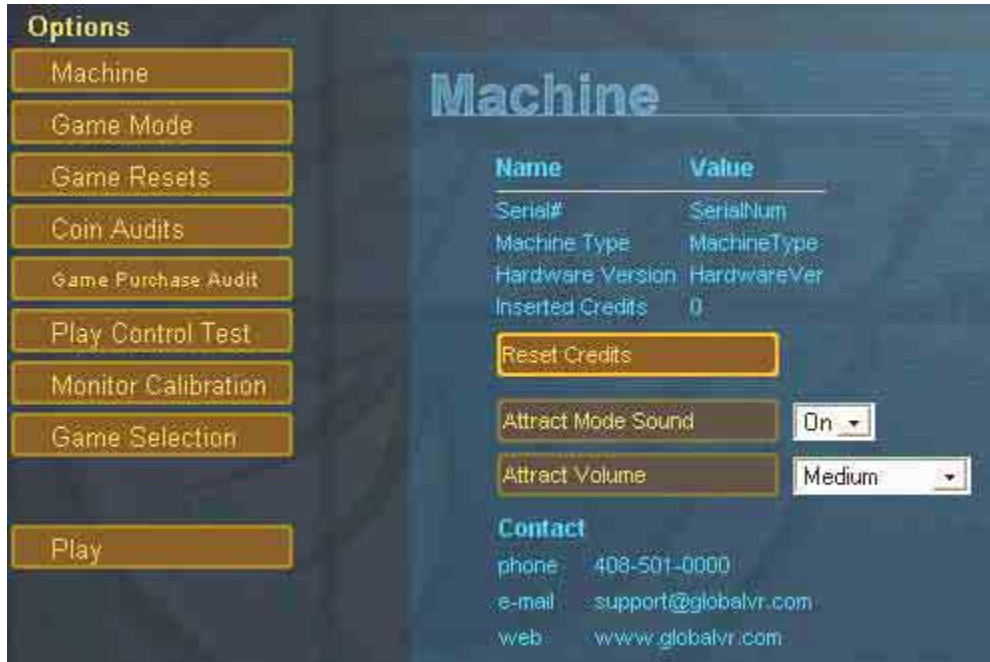 Options
Machine
Game Mode
Game Resets
Coin Audits
Game Purchase Audit
Play Control Test
Monitor Calibration
Game Selection
Play
Machine
Name Value
Serial# SerialNum
Machine Type MachineType
Hardware Version HardwareVer
Inserted Credits 0
Reset Credits
Attract Mode Sound On
Attract Volume Medium
Contact
phone 408-501-0000
e-mail support@globalvr.com
web www.globalvr.com